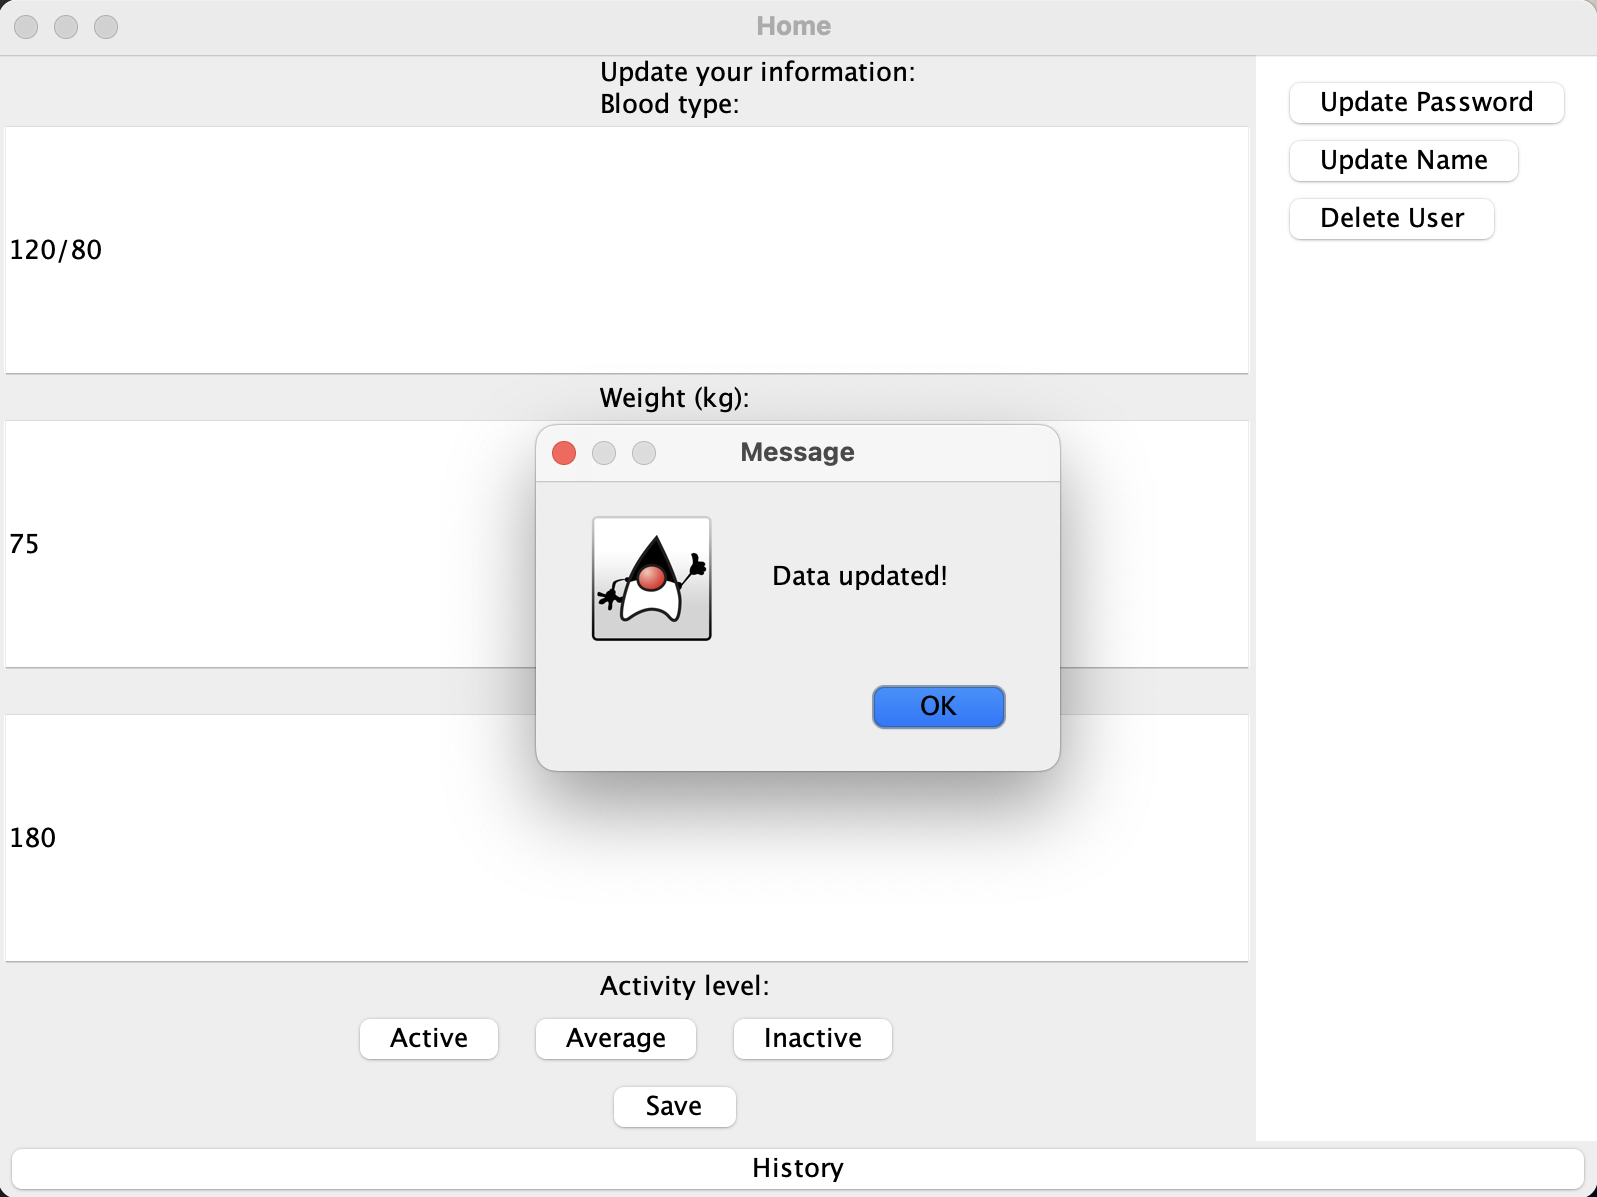 Home
Update your information:
Blood type:
120/80
Weight (kg):
75
180
Activity level:
Active Average Inactive
Save
History
Update Password
Update Name
Delete User
Message
Data updated!
OK